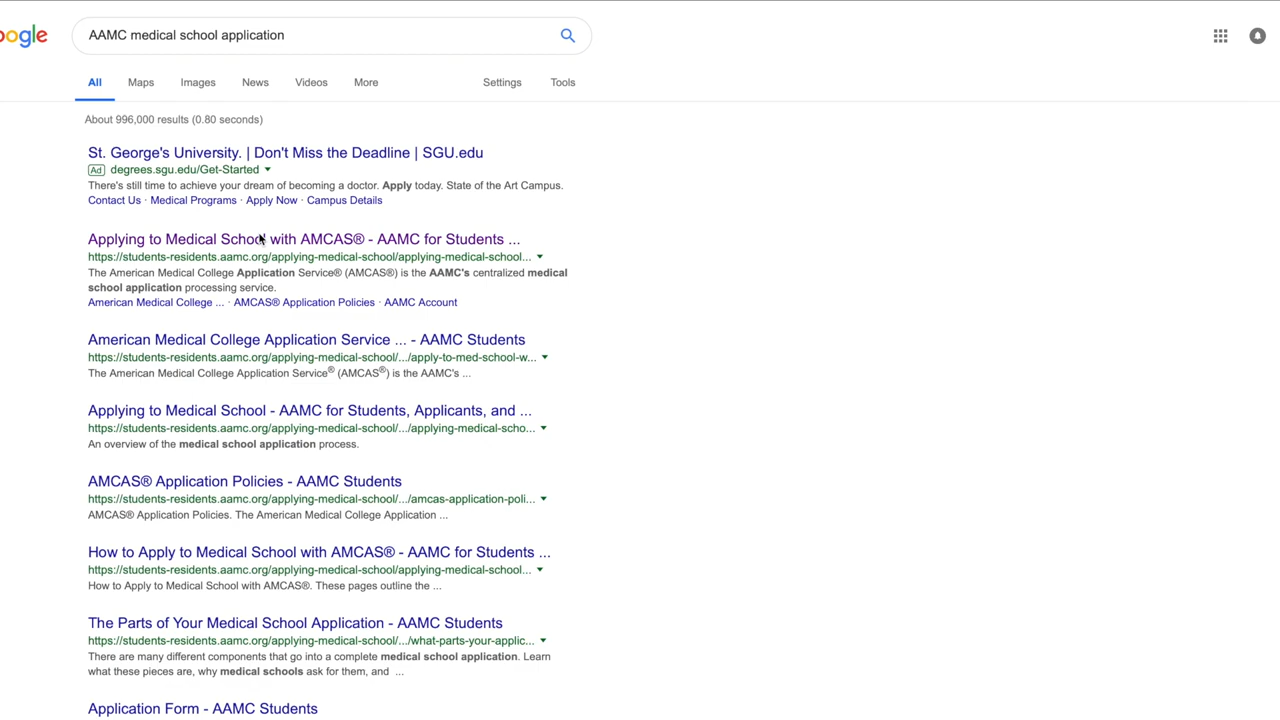 oogle
AAMC medical school application
All Maps Images News Videos More Settings Tools
About 996,000 results (0.80 seconds)
St. George's University. | Don't Miss the Deadline | SGU.edu
Ad degrees.sgu.edu/Get-Started
There's still time to achieve your dream of becoming a doctor. Apply today. State of the Art Campus.
Contact Us · Medical Programs · Apply Now · Campus Details
Applying to Medical School with AMCAS® - AAMC for Students ...
https://students-residents.aamc.org/applying-medical-school/applying-medical-school...
The American Medical College Application Service® (AMCAS®) is the AAMC's centralized medical
school application processing service.
American Medical College ... · AMCAS® Application Policies · AAMC Account
American Medical College Application Service ... - AAMC Students
https://students-residents.aamc.org/applying-medical-school/.../apply-to-med-school-w...
The American Medical College Application Service® (AMCAS®) is the AAMC's ...
Applying to Medical School - AAMC for Students, Applicants, and ...
https://students-residents.aamc.org/applying-medical-school/.../applying-medical-scho...
An overview of the medical school application process.
AMCAS® Application Policies - AAMC Students
https://students-residents.aamc.org/applying-medical-school/.../amcas-application-poli...
AMCAS® Application Policies. The American Medical College Application ...
How to Apply to Medical School with AMCAS® - AAMC for Students ...
https://students-residents.aamc.org/applying-medical-school/applying-medical-school...
How to Apply to Medical School with AMCAS®. These pages outline the ...
The Parts of Your Medical School Application - AAMC Students
https://students-residents.aamc.org/applying-medical-school/.../what-parts-your-applic...
There are many different components that go into a complete medical school application. Learn
what these pieces are, why medical schools ask for them, and ...
Application Form - AAMC Students